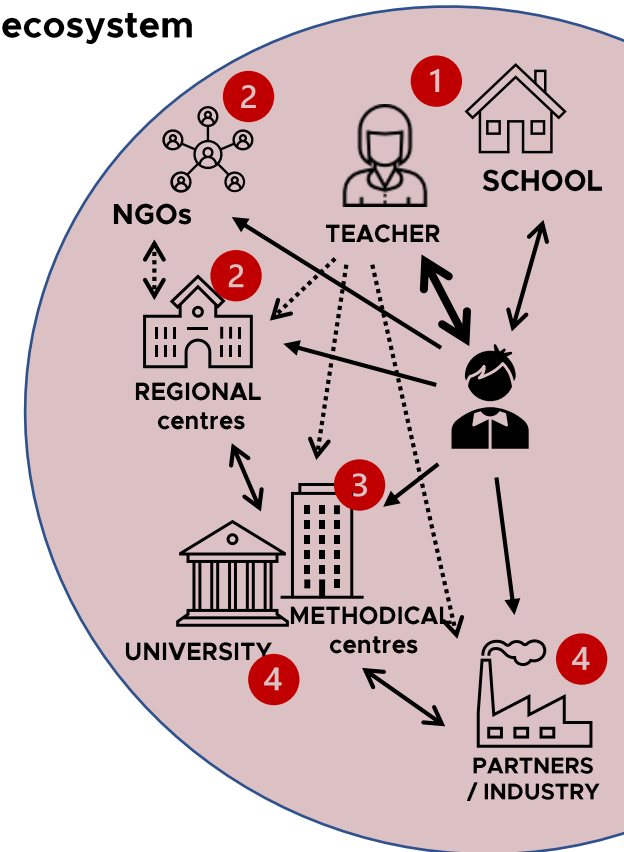 ecosystem
2
1
SCHOOL
NGOs
TEACHER
2
REGIONAL
centres
3
METHODICAL
centres
UNIVERSITY
4
4
PARTNERS
/ INDUSTRY